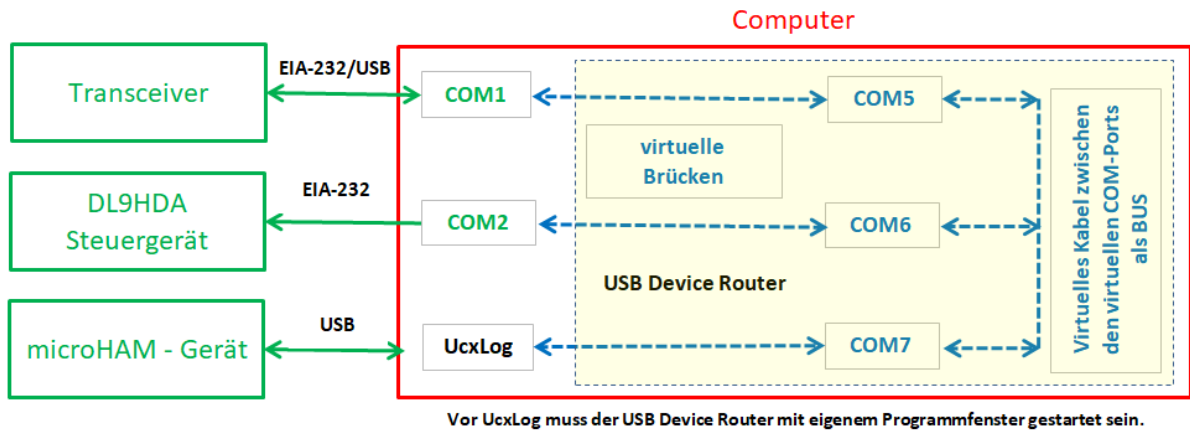 Computer
EIA-232/USB
Transceiver
COM1
COM5
virtuelle
Brücken
EIA-232
DL9HDA
Steuergerät
COM2
COM6
USB Device Router
USB
microHAM - Gerät
UcxLog
COM7
Virtuelles Kabel zwischen
den virtuellen COM-Ports
als BUS
Vor UcxLog muss der USB Device Router mit eigenem Programmfenster gestartet sein.